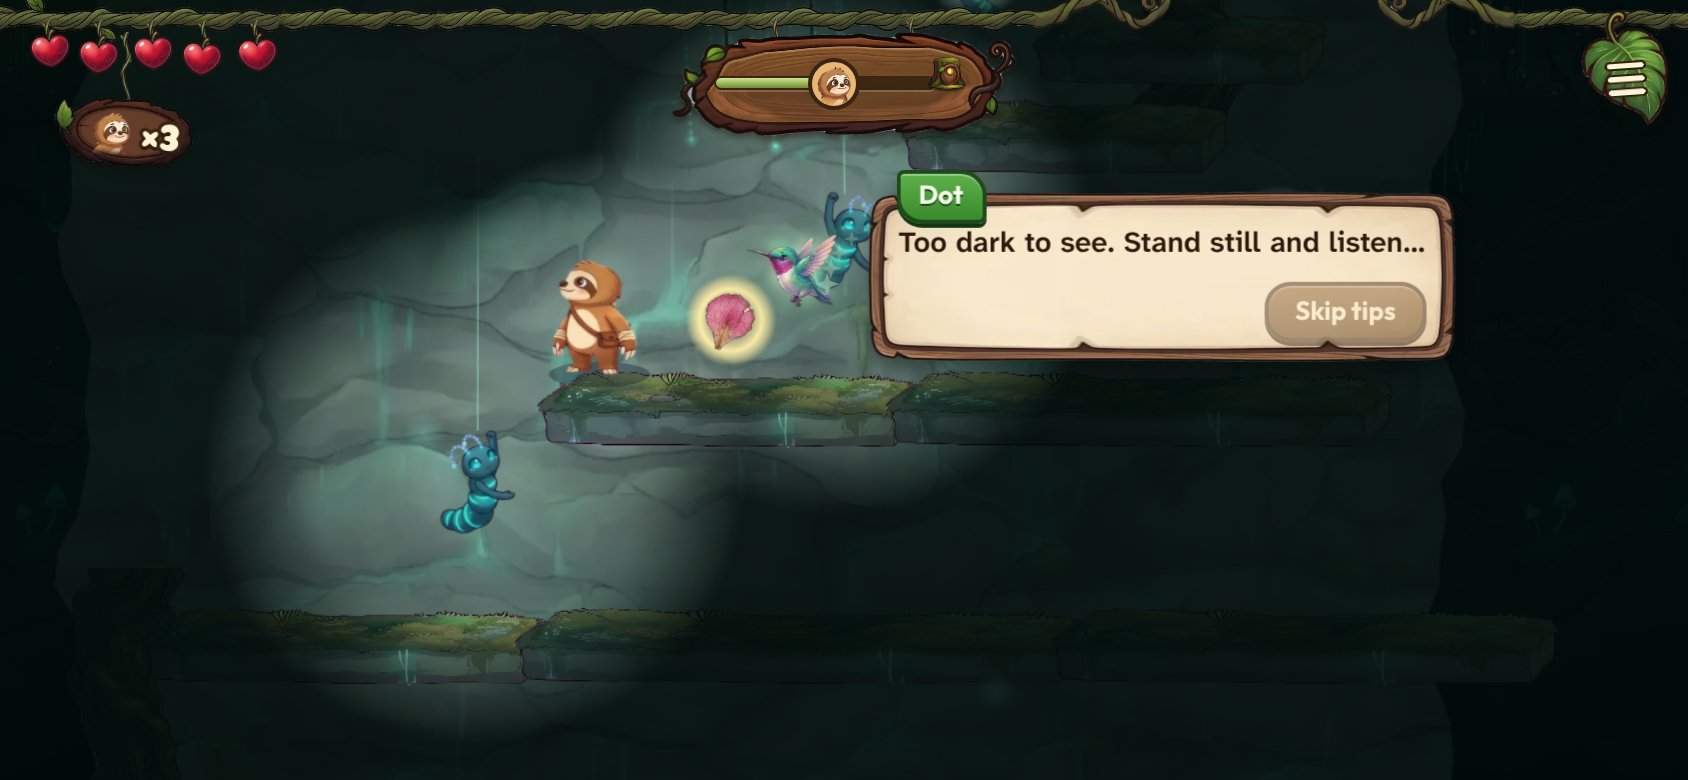 ×3
Dot
Too dark to see. Stand still and listen...
Skip tips